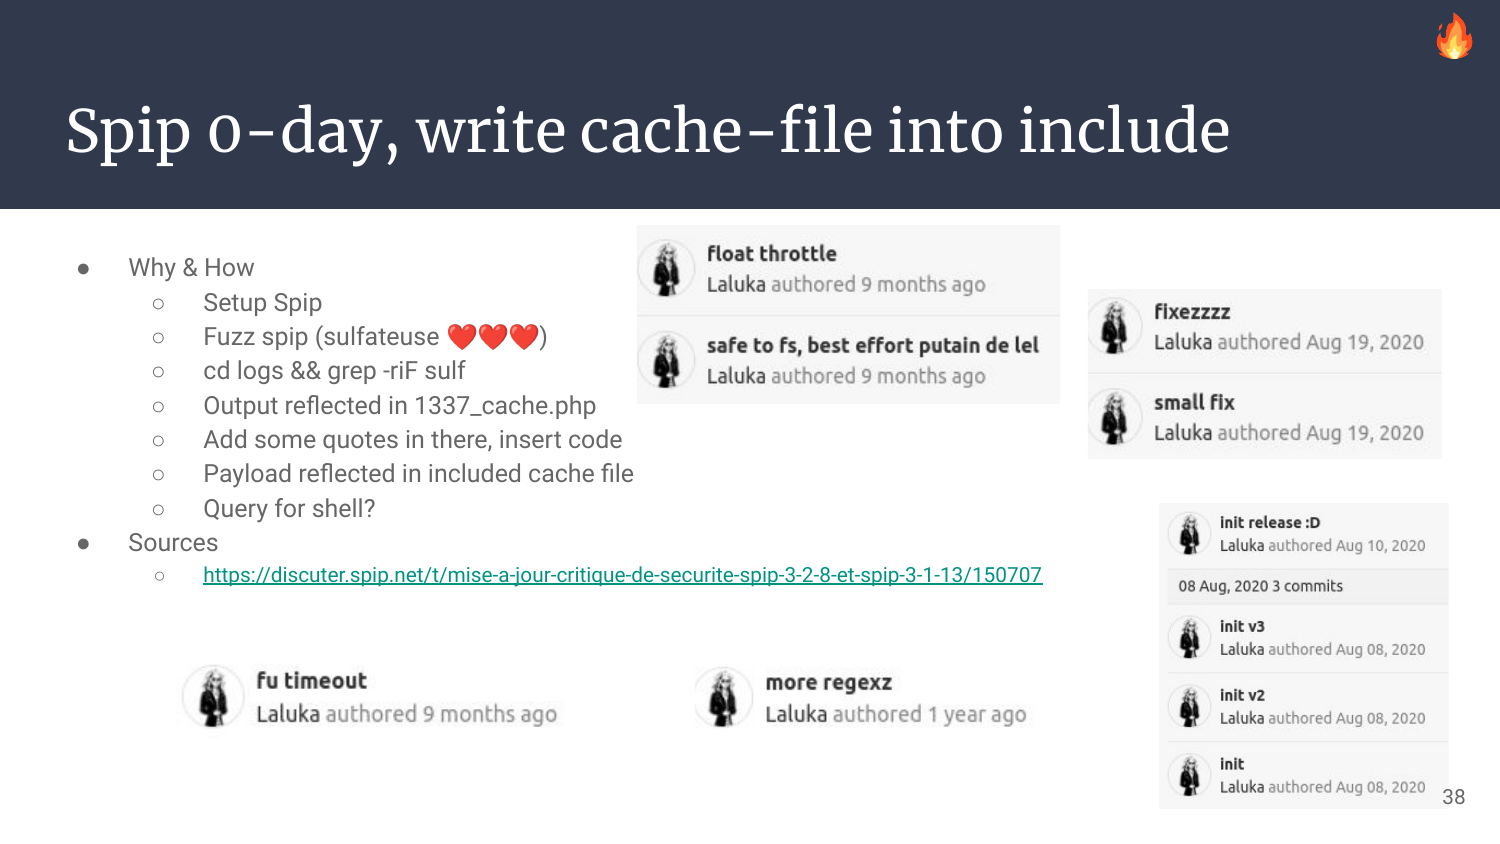 Spip 0-day, write cache-file into include
● Why & How
○ Setup Spip
○ Fuzz spip (sulfateuse ❤️❤️❤️)
○ cd logs && grep -riF sulf
○ Output reflected in 1337_cache.php
○ Add some quotes in there, insert code
○ Payload reflected in included cache file
○ Query for shell?
● Sources
○ https://discuter.spip.net/t/mise-a-jour-critique-de-securite-spip-3-2-8-et-spip-3-1-13/150707
float throttle
Laluka authored 9 months ago
safe to fs, best effort putain de lel
Laluka authored 9 months ago
fixezzzz
Laluka authored Aug 19, 2020
small fix
Laluka authored Aug 19, 2020
init release :D
Laluka authored Aug 10, 2020
08 Aug, 2020 3 commits
init v3
Laluka authored Aug 08, 2020
init v2
Laluka authored Aug 08, 2020
init
Laluka authored Aug 08, 2020
fu timeout
Laluka authored 9 months ago
more regexz
Laluka authored 1 year ago
38